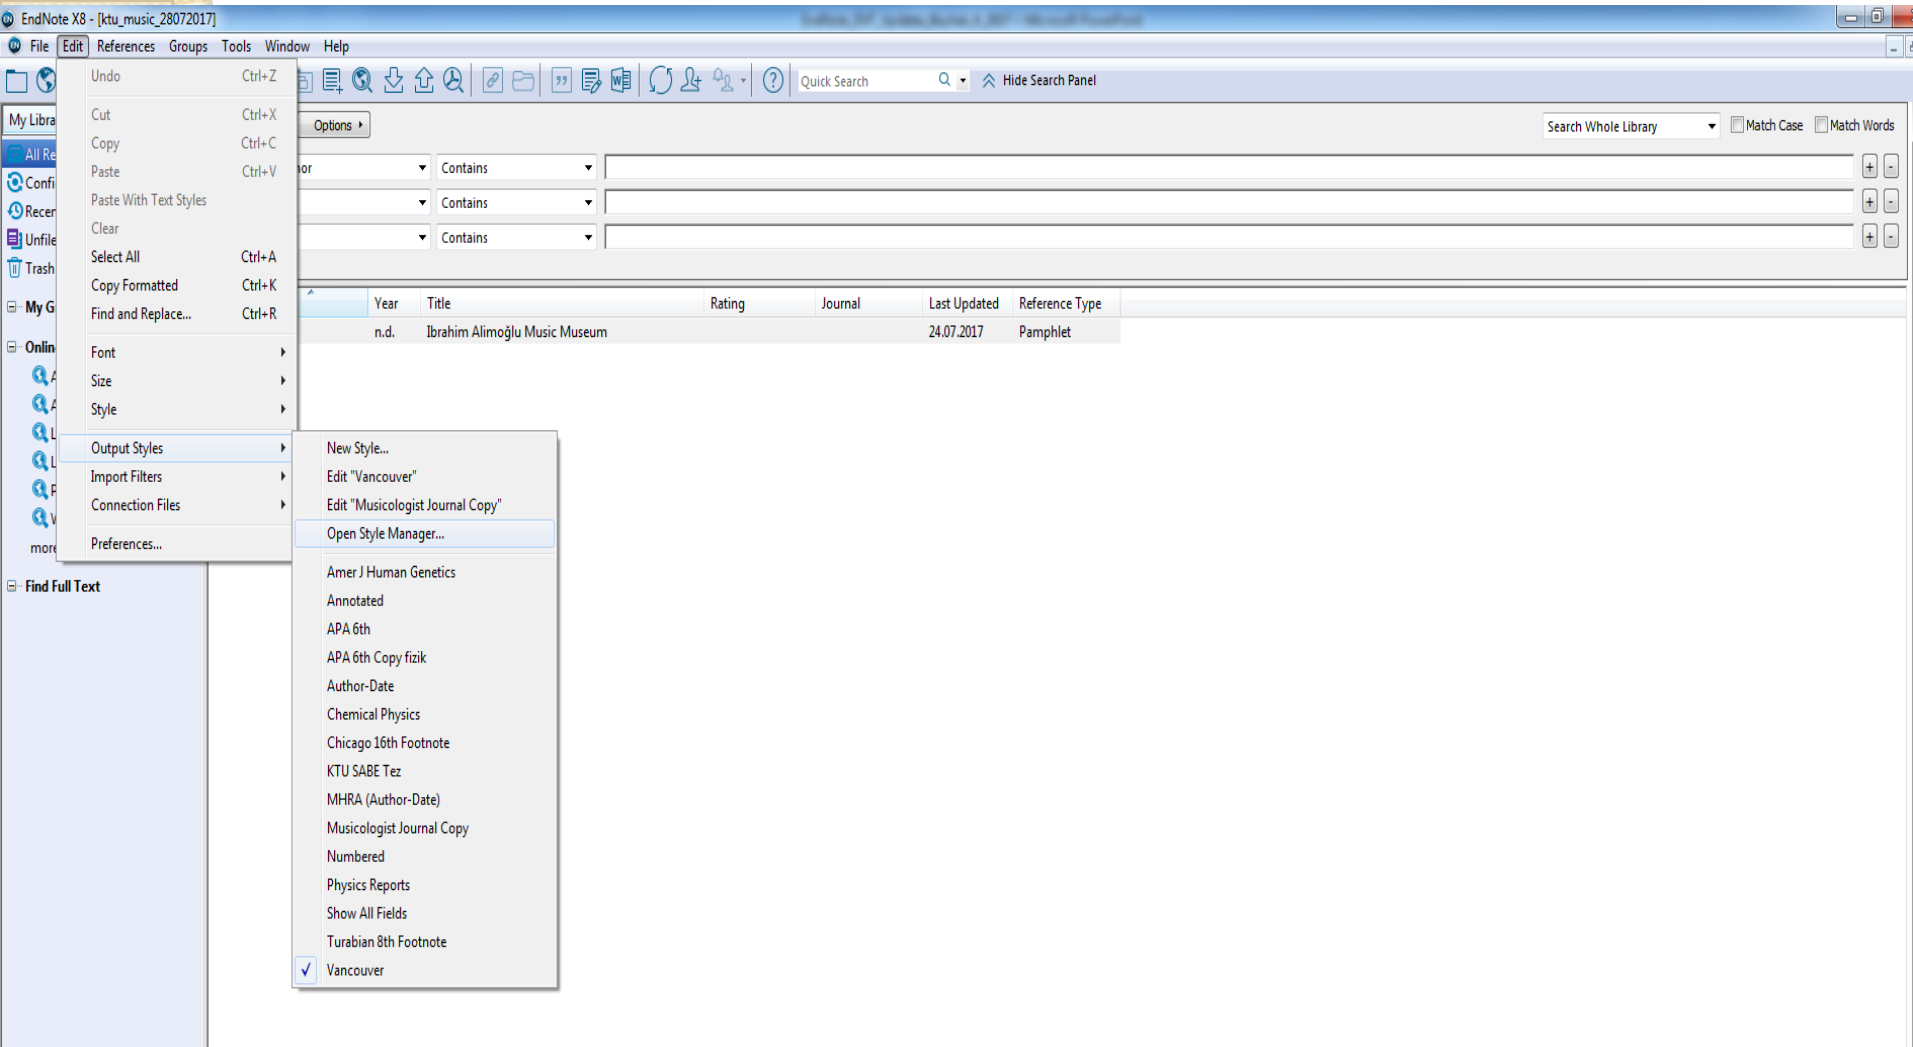 EndNote X8 - [ktu_music_28072017]
File Edit References Groups Tools Window Help
Quick Search
Hide Search Panel
My Libra
Options
Search Whole Library
Match Case
Match Words
All Re
Confi
Recen
Unfile
Trash
My G
Onlin
A
A
L
L
P
V
more
Find Full Text
Undo Ctrl+Z
Cut Ctrl+X
Copy Ctrl+C
Paste Ctrl+V
Paste With Text Styles
Clear
Select All Ctrl+A
Copy Formatted Ctrl+K
Find and Replace... Ctrl+R
Font
Size
Style
Output Styles
Import Filters
Connection Files
Preferences...
hor Contains + -
Contains + -
Contains + -
Year Title Rating Journal Last Updated Reference Type
n.d. Ibrahim Alimoğlu Music Museum 24.07.2017 Pamphlet
New Style...
Edit "Vancouver"
Edit "Musicologist Journal Copy"
Open Style Manager...
Amer J Human Genetics
Annotated
APA 6th
APA 6th Copy fizik
Author-Date
Chemical Physics
Chicago 16th Footnote
KTU SABE Tez
MHRA (Author-Date)
Musicologist Journal Copy
Numbered
Physics Reports
Show All Fields
Turabian 8th Footnote
Vancouver